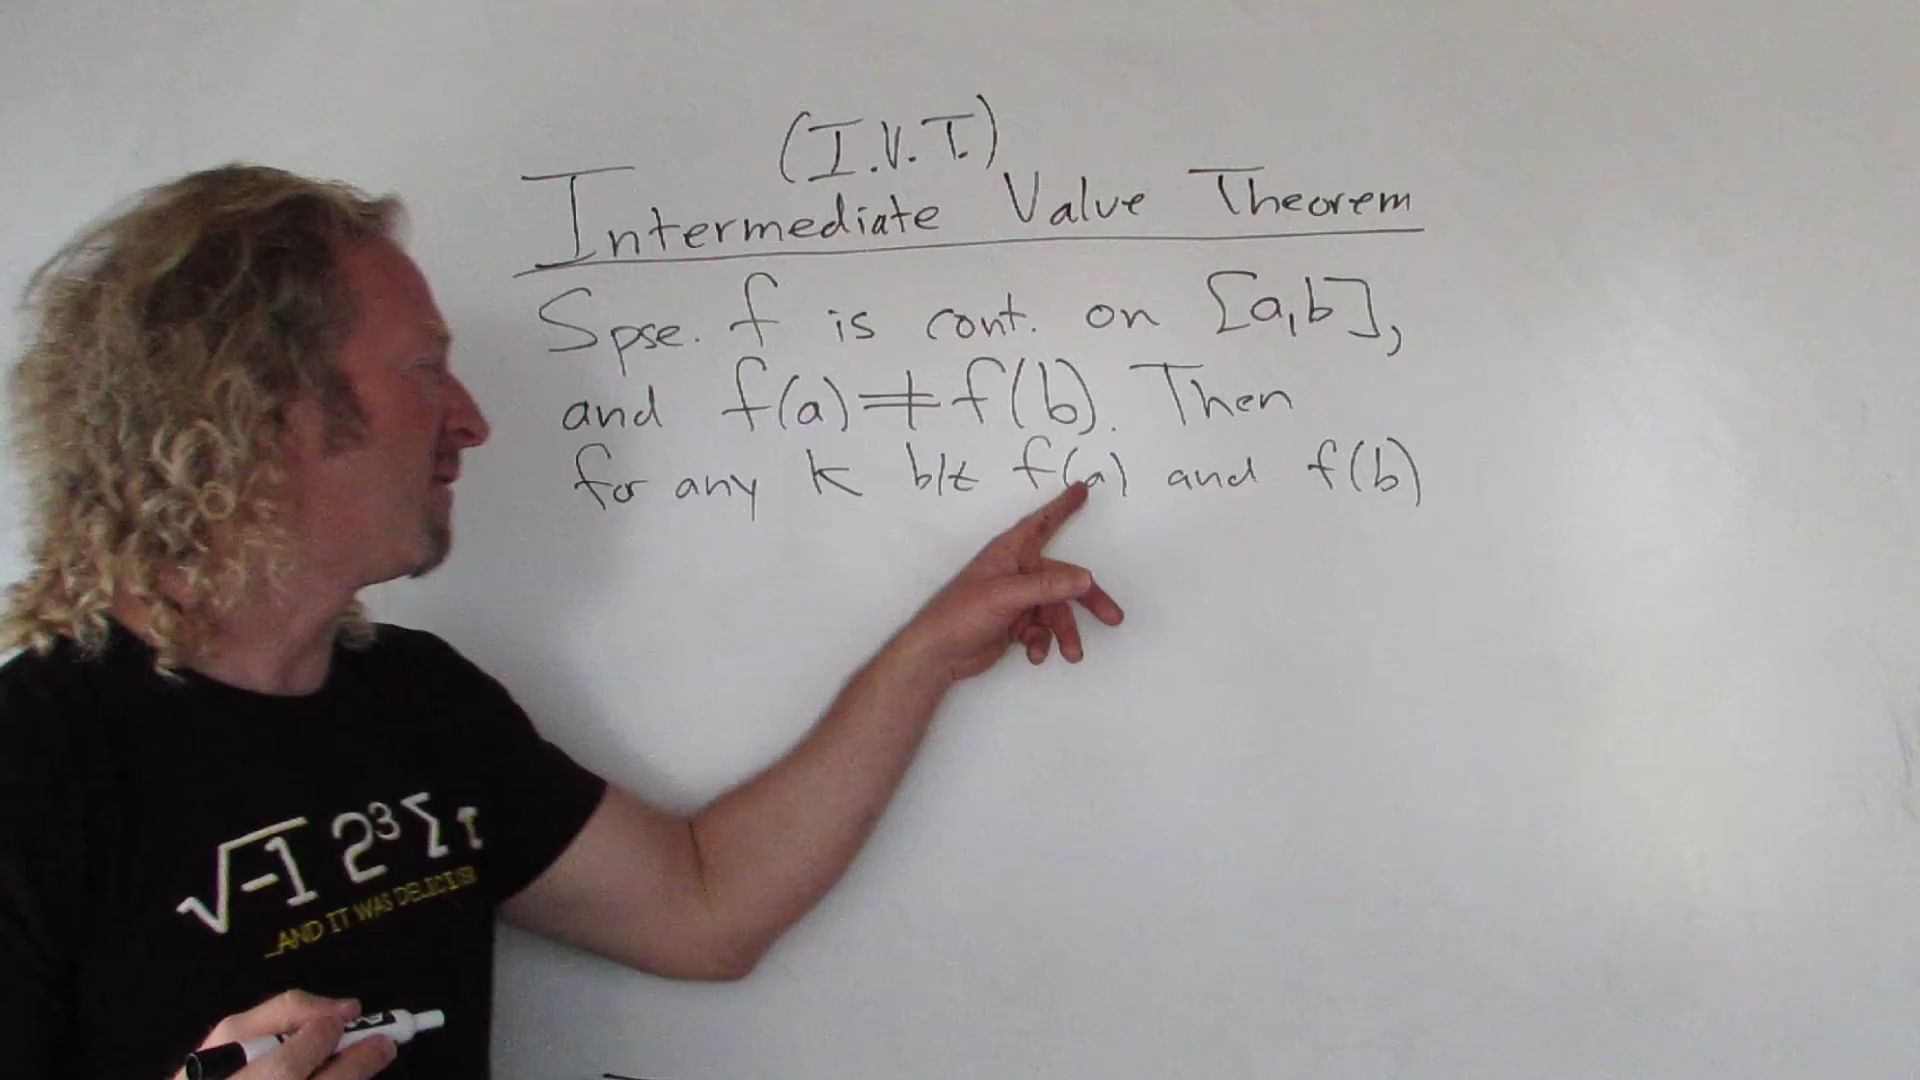 (I.V.T.)
Intermediate Value Theorem
Spse. f is cont. on [a,b],
and f(a)≠f(b). Then
for any k b/t f(a) and f(b)
√-1 2³ Σ π
...AND IT WAS DELICIOUS!